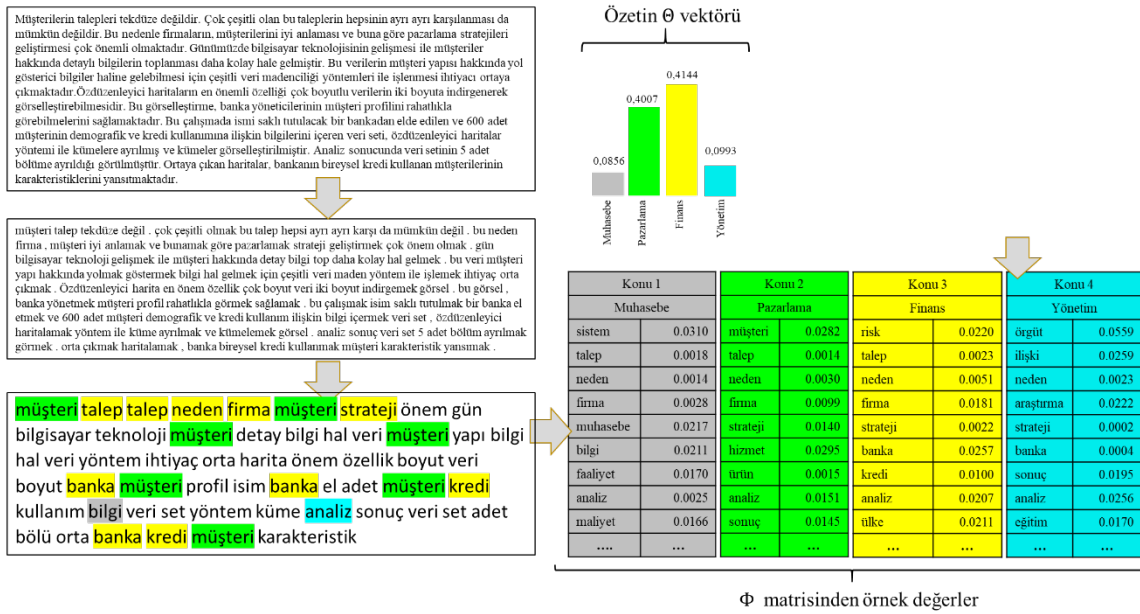 Müşterilerin talepleri tekdüze değildir. Çok çeşitli olan bu taleplerin hepsinin ayrı ayrı karşılanması da
mümkün değildir. Bu nedenle firmaların, müşterilerini iyi anlaması ve buna göre pazarlama stratejileri
geliştirmesi çok önemli olmaktadır. Günümüzde bilgisayar teknolojisinin gelişmesi ile müşteriler
hakkında detaylı bilgilerin toplanması daha kolay hale gelmiştir. Bu verilerin müşteri yapısı hakkında yol
gösterici bilgiler haline gelebilmesi için çeşitli veri madenciliği yöntemleri ile işlenmesi ihtiyacı ortaya
çıkmaktadır.Özdüzenleyici haritaların en önemli özelliği çok boyutlu verilerin iki boyuta indirgenerek
görselleştirebilmesidir. Bu görselleştirme, banka yöneticilerinin müşteri profilini rahatlıkla
görebilmelerini sağlamaktadır. Bu çalışmada ismi saklı tutulacak bir bankadan elde edilen ve 600 adet
müşterinin demografik ve kredi kullanımına ilişkin bilgilerini içeren veri seti, özdüzenleyici haritalar
yöntemi ile kümelere ayrılmış ve kümeler görselleştirilmiştir. Analiz sonucunda veri setinin 5 adet
bölüme ayrıldığı görülmüştür. Ortaya çıkan haritalar, bankanın bireysel kredi kullanan müşterilerinin
karakteristiklerini yansıtmaktadır.
müşteri talep tekdüze değil . çok çeşitli olmak bu talep hepsi ayrı ayrı karşı da mümkün değil . bu neden
firma , müşteri iyi anlamak ve bunamak göre pazarlamak strateji geliştirmek çok önem olmak . gün
bilgisayar teknoloji gelişmek ile müşteri hakkında detay bilgi top daha kolay hal gelmek . bu veri müşteri
yapı hakkında yolmak göstermek bilgi hal gelmek için çeşitli veri maden yöntem ile işlemek ihtiyaç orta
çıkmak . Özdüzenleyici harita en önem özellik çok boyut veri iki boyut indirgemek görsel . bu görsel ,
banka yönetmek müşteri profil rahatlıkla görmek sağlamak . bu çalışmak isim saklı tutulmak bir banka el
etmek ve 600 adet müşteri demografik ve kredi kullanım ilişkin bilgi içermek veri set , özdüzenleyici
haritalamak yöntem ile küme ayrılmak ve kümelemek görsel . analiz sonuç veri set 5 adet bölüm ayrılmak
görmek . orta çıkmak haritalamak , banka bireysel kredi kullanmak müşteri karakteristik yansımak .
müşteri talep talep neden firma müşteri strateji önem gün
bilgisayar teknoloji müşteri detay bilgi hal veri müşteri yapı bilgi
hal veri yöntem ihtiyaç orta harita önem özellik boyut veri
boyut banka müşteri profil isim banka el adet müşteri kredi
kullanım bilgi veri set yöntem küme analiz sonuç veri set adet
bölü orta banka kredi müşteri karakteristik
Özetin Θ vektörü
0,0856
0,4007
0,4144
0,0993
Muhasebe
Pazarlama
Finans
Yönetim
Konu 1 Konu 2 Konu 3 Konu 4
Muhasebe Pazarlama Finans Yönetim
sistem 0.0310 müşteri 0.0282 risk 0.0220 örgüt 0.0559
talep 0.0018 talep 0.0014 talep 0.0023 ilişki 0.0259
neden 0.0014 neden 0.0030 neden 0.0051 neden 0.0023
firma 0.0028 firma 0.0099 firma 0.0181 araştırma 0.0222
muhasebe 0.0217 strateji 0.0140 strateji 0.0022 strateji 0.0002
bilgi 0.0211 hizmet 0.0295 banka 0.0257 banka 0.0004
faaliyet 0.0170 ürün 0.0015 kredi 0.0100 sonuç 0.0195
analiz 0.0025 analiz 0.0151 analiz 0.0207 analiz 0.0256
maliyet 0.0166 sonuç 0.0145 ülke 0.0211 eğitim 0.0170
.... ... ... ... ... ... ... ...
Φ matrisinden örnek değerler